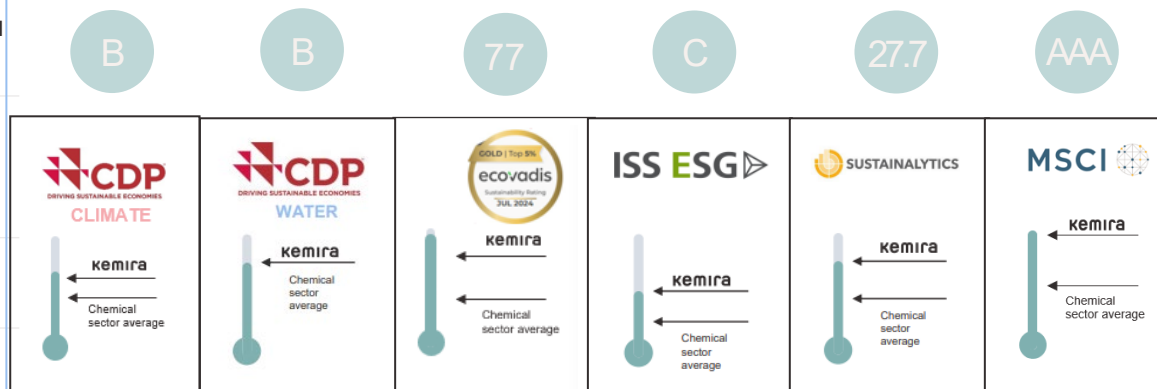 B
B
77
C
27.7
AAA
CDP
DRIVING SUSTAINABLE ECONOMIES
CLIMATE
kemira
Chemical
sector average
CDP
DRIVING SUSTAINABLE ECONOMIES
WATER
kemira
Chemical
sector
average
GOLD | Top 5%
ecovadis
Sustainability Rating
JUL 2024
kemira
Chemical
sector average
ISS ESG
kemira
Chemical
sector
average
SUSTAINALYTICS
kemira
Chemical
sector
average
MSCI
kemira
Chemical
sector average